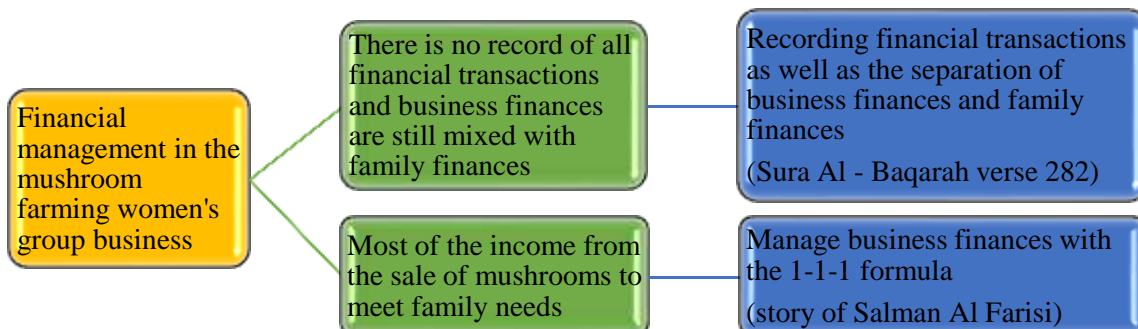 Financial
management in the
mushroom
farming women's
group business
There is no record of all
financial transactions
and business finances
are still mixed with
family finances
Recording financial transactions
as well as the separation of
business finances and family
finances
(Sura Al - Baqarah verse 282)
Most of the income from
the sale of mushrooms to
meet family needs
Manage business finances with
the 1-1-1 formula
(story of Salman Al Farisi)